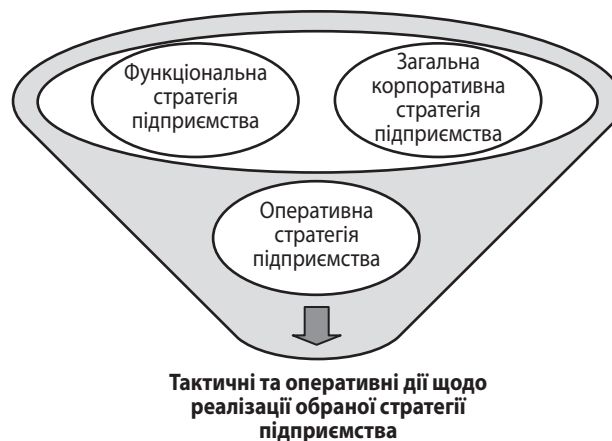 Функціональна
стратегія
підприємства
Загальна
корпоративна
стратегія
підприємства
Оперативна
стратегія
підприємства
Тактичні та оперативні дії щодо
реалізації обраної стратегії
підприємства